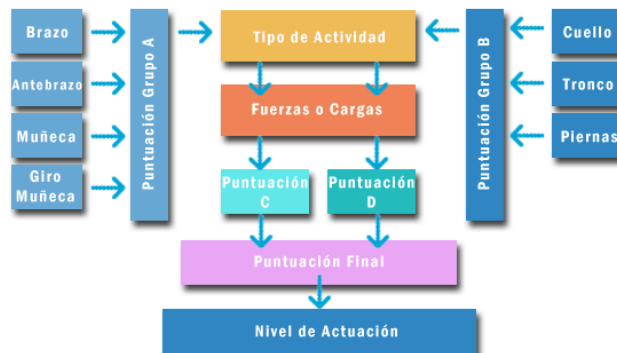 Brazo
Antebrazo
Muñeca
Giro
Muñeca
Puntuación Grupo A
Tipo de Actividad
Fuerzas o Cargas
Puntuación
C
Puntuación
D
Puntuación Final
Nivel de Actuación
Puntuación Grupo B
Cuello
Tronco
Piernas